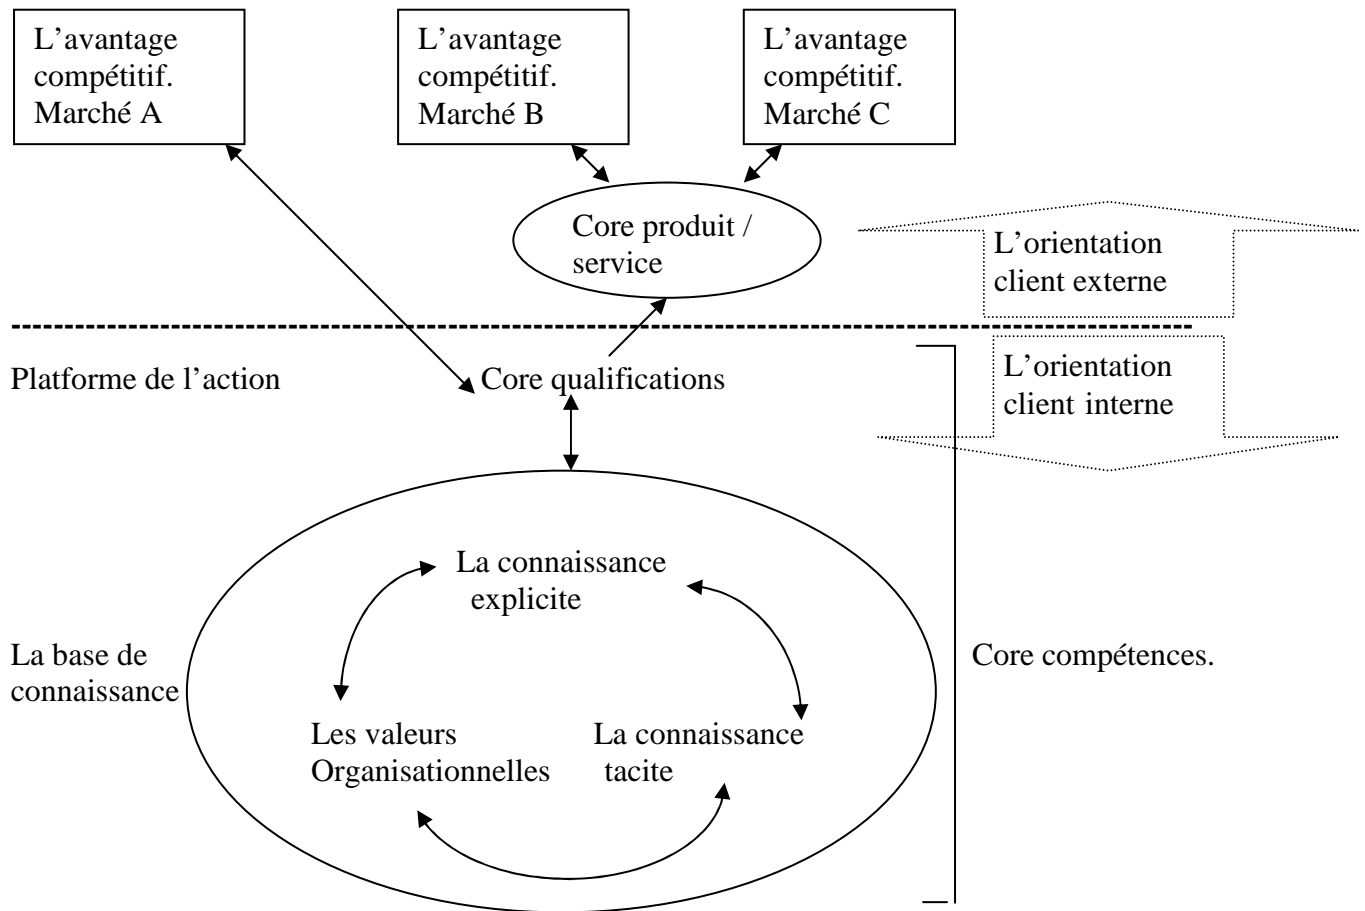 L’avantage
compétitif.
Marché A
L’avantage
compétitif.
Marché B
L’avantage
compétitif.
Marché C
Core produit /
service
L’orientation
client externe
Platforme de l’action
Core qualifications
L’orientation
client interne
La connaissance
explicite
La base de
connaissance
Core compétences.
Les valeurs
Organisationnelles
La connaissance
tacite